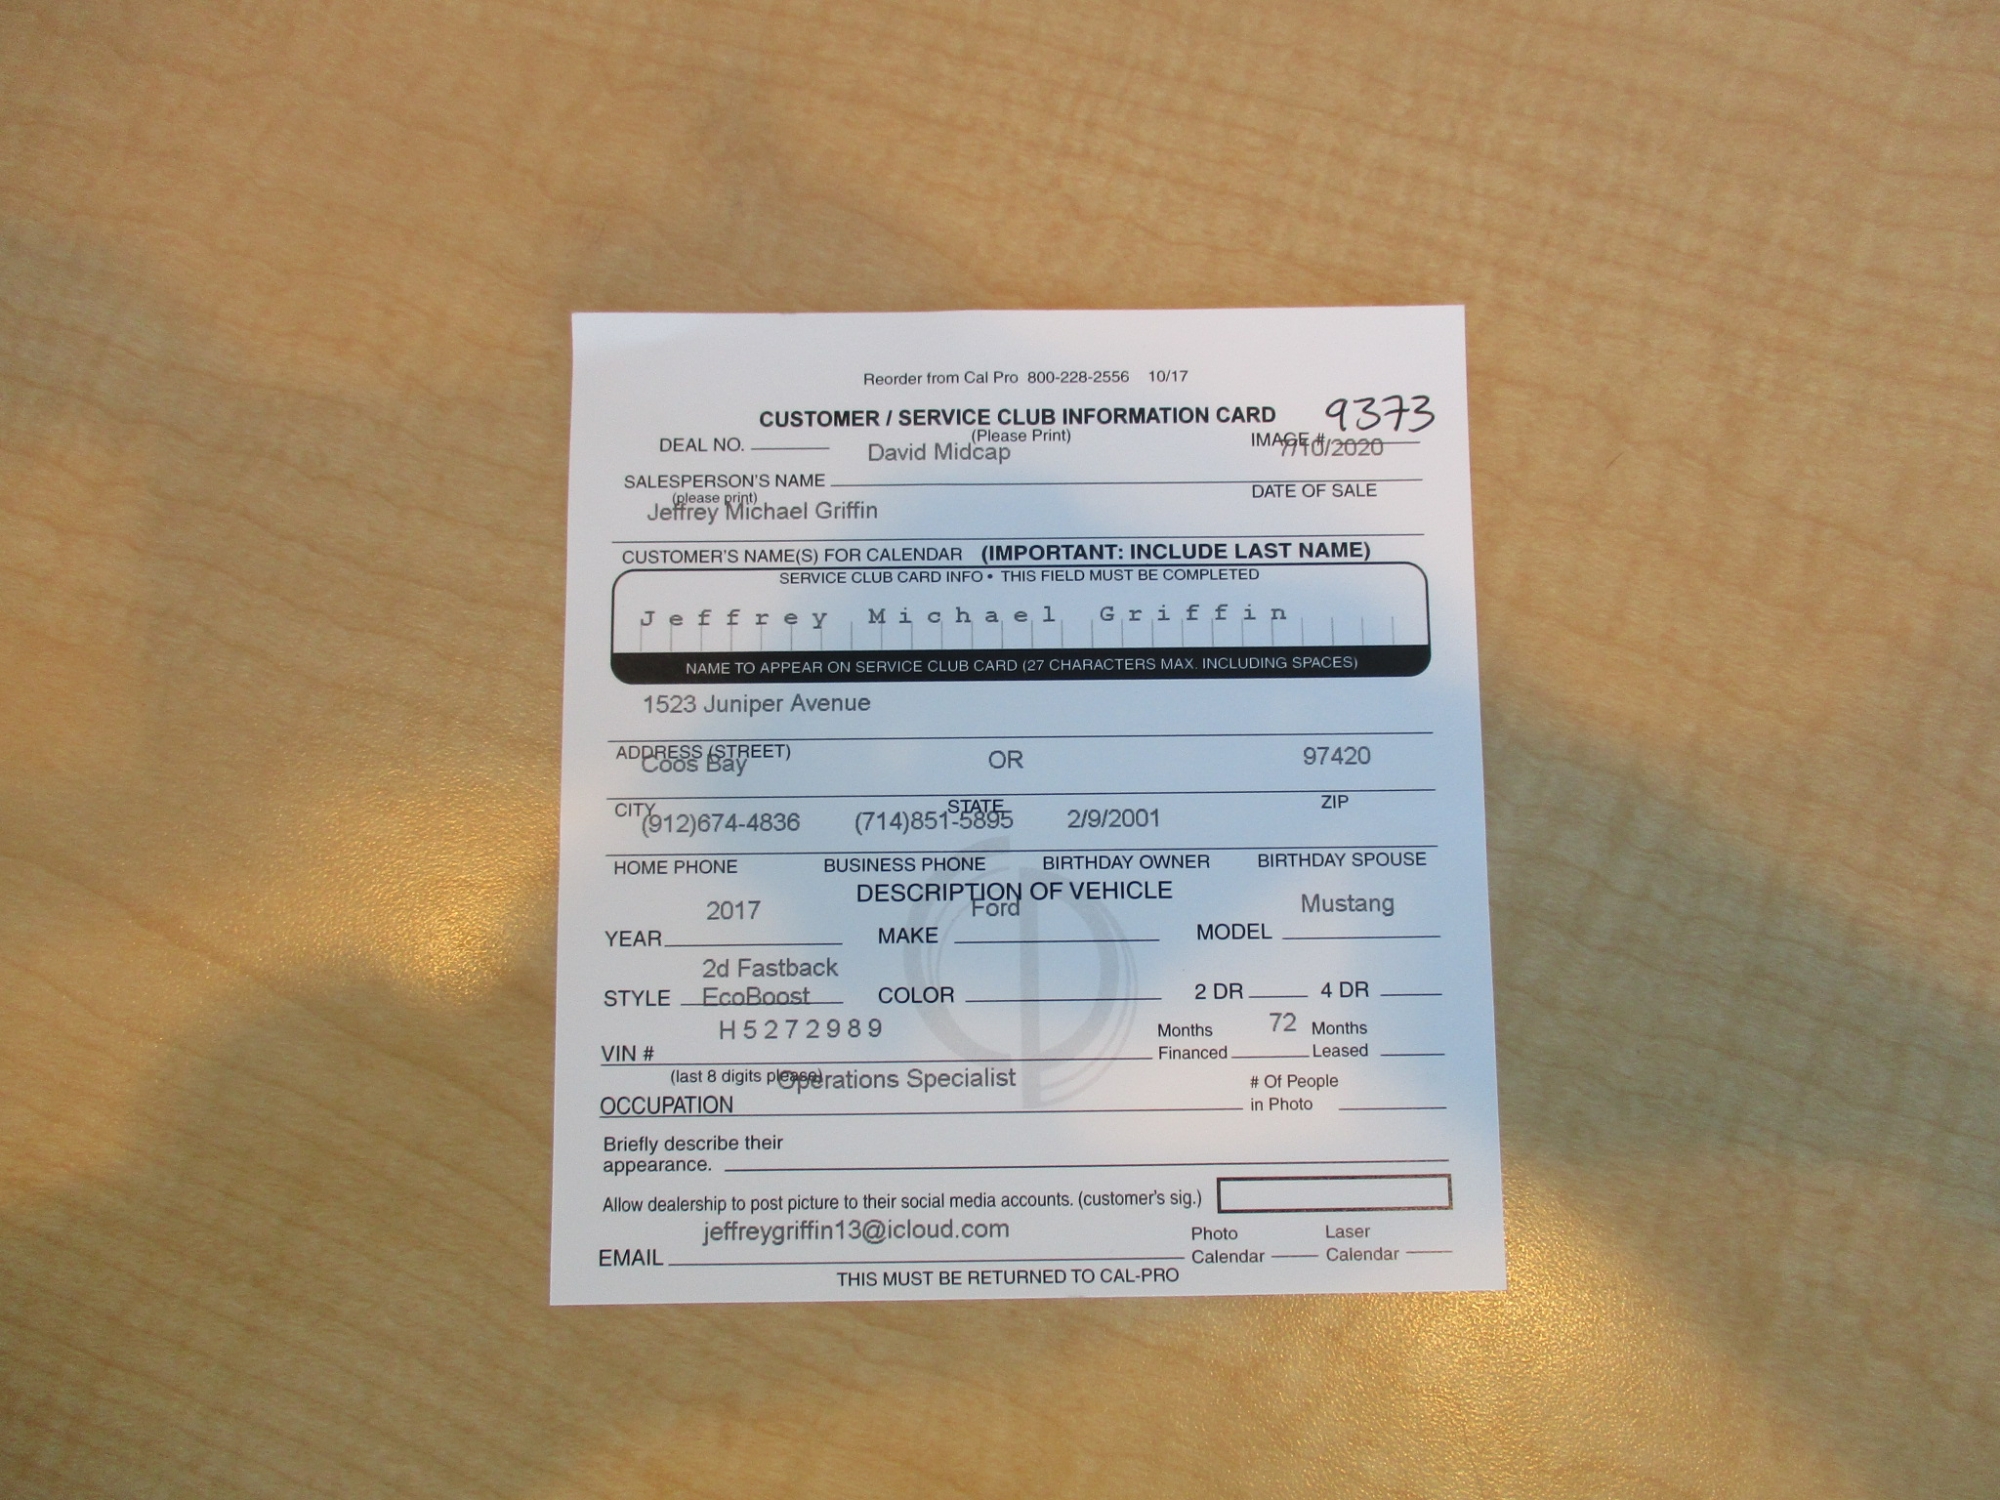 Reorder from Cal Pro 800-228-2556 10/17
CUSTOMER / SERVICE CLUB INFORMATION CARD 9373
(Please Print)
DEAL NO. David Midcap IMAGE # 7/10/2020
SALESPERSON'S NAME DATE OF SALE
(please print)
Jeffrey Michael Griffin
CUSTOMER'S NAME(S) FOR CALENDAR (IMPORTANT: INCLUDE LAST NAME)
SERVICE CLUB CARD INFO • THIS FIELD MUST BE COMPLETED
Jeffrey Michael Griffin
NAME TO APPEAR ON SERVICE CLUB CARD (27 CHARACTERS MAX. INCLUDING SPACES)
1523 Juniper Avenue
ADDRESS (STREET)
Coos Bay OR 97420
CITY STATE ZIP
(912)674-4836 (714)851-5895 2/9/2001
HOME PHONE BUSINESS PHONE BIRTHDAY OWNER BIRTHDAY SPOUSE
DESCRIPTION OF VEHICLE
2017 Ford Mustang
YEAR MAKE MODEL
2d Fastback
STYLE EcoBoost COLOR 2 DR 4 DR
H5272989 Months 72 Months
VIN # Financed Leased
(last 8 digits please) Operations Specialist # Of People
OCCUPATION in Photo
Briefly describe their
appearance.
Allow dealership to post picture to their social media accounts. (customer's sig.)
jeffreygriffin13@icloud.com Photo Laser
EMAIL Calendar Calendar
THIS MUST BE RETURNED TO CAL-PRO